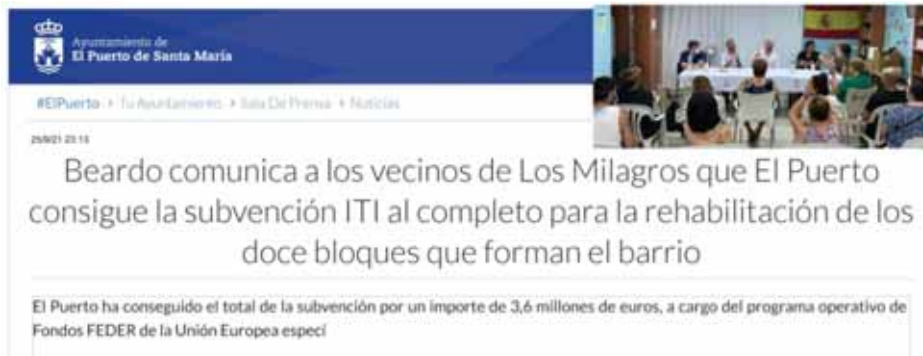 Ayuntamiento de
El Puerto de Santa María
#ElPuerto › Tu Ayuntamiento › Sala De Prensa › Noticias
Beardo comunica a los vecinos de Los Milagros que El Puerto
consigue la subvención ITI al completo para la rehabilitación de los
doce bloques que forman el barrio
El Puerto ha conseguido el total de la subvención por un importe de 3,6 millones de euros, a cargo del programa operativo de
Fondos FEDER de la Unión Europea especí